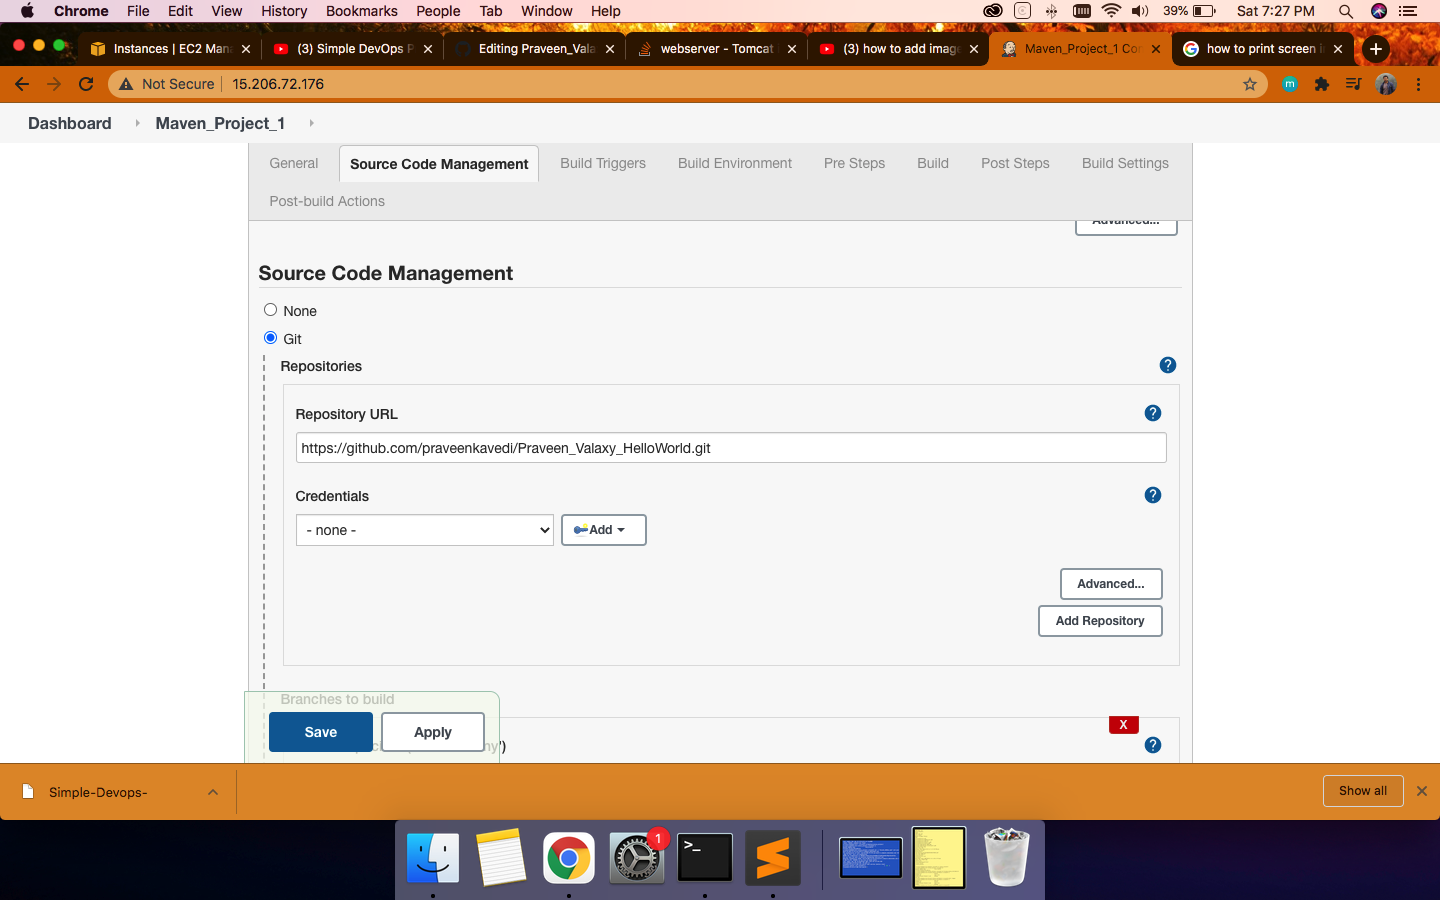 Chrome File Edit View History Bookmarks People Tab Window Help 39% Sat 7:27 PM
Instances | EC2 Man (3) Simple DevOps P Editing Praveen_Vala webserver - Tomcat (3) how to add image Maven_Project_1 Con how to print screen i
Not Secure 15.206.72.176 m
Dashboard Maven_Project_1
General Source Code Management Build Triggers Build Environment Pre Steps Build Post Steps Build Settings
Post-build Actions
Advanced...
Source Code Management
None
Git
Repositories ?
Repository URL ?
https://github.com/praveenkavedi/Praveen_Valaxy_HelloWorld.git
Credentials ?
- none - Add
Advanced...
Add Repository
Branches to build
X
Save Apply ny') ?
Simple-Devops- Show all
1
>_